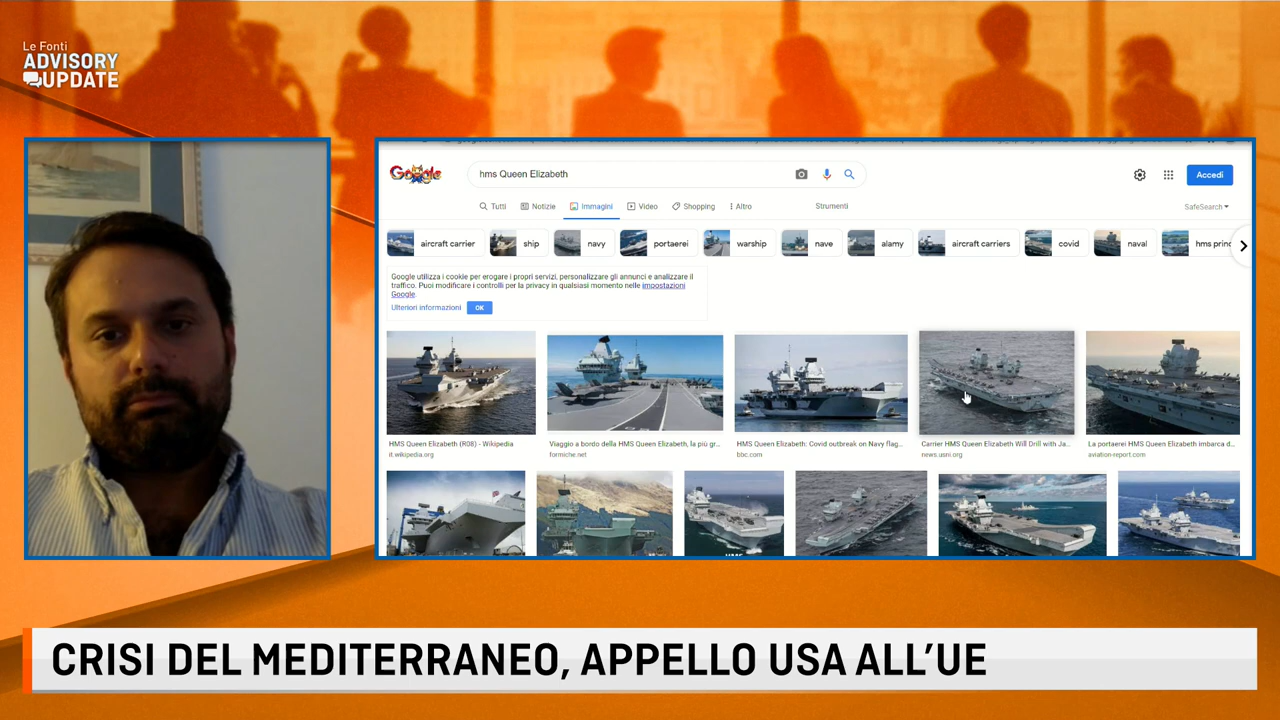 Le Fonti
ADVISORY
UPDATE
Google
hms Queen Elizabeth
Accedi
Tutti Notizie Immagini Video Shopping Altro Strumenti
SafeSearch
aircraft carrier ship navy portaerei warship nave alamy aircraft carriers covid naval hms princ
Google utilizza i cookie per erogare i propri servizi, personalizzare gli annunci e analizzare il
traffico. Puoi modificare i controlli per la privacy in qualsiasi momento nelle impostazioni
Google.
Ulteriori informazioni OK
HMS Queen Elizabeth (R08) - Wikipedia
it.wikipedia.org
Viaggio a bordo della HMS Queen Elizabeth, la più gr...
formiche.net
HMS Queen Elizabeth: Covid outbreak on Navy flag...
bbc.com
Carrier HMS Queen Elizabeth Will Drill with Ja...
news.usni.org
La portaerei HMS Queen Elizabeth imbarca d...
aviation-report.com
HMS
CRISI DEL MEDITERRANEO, APPELLO USA ALL'UE